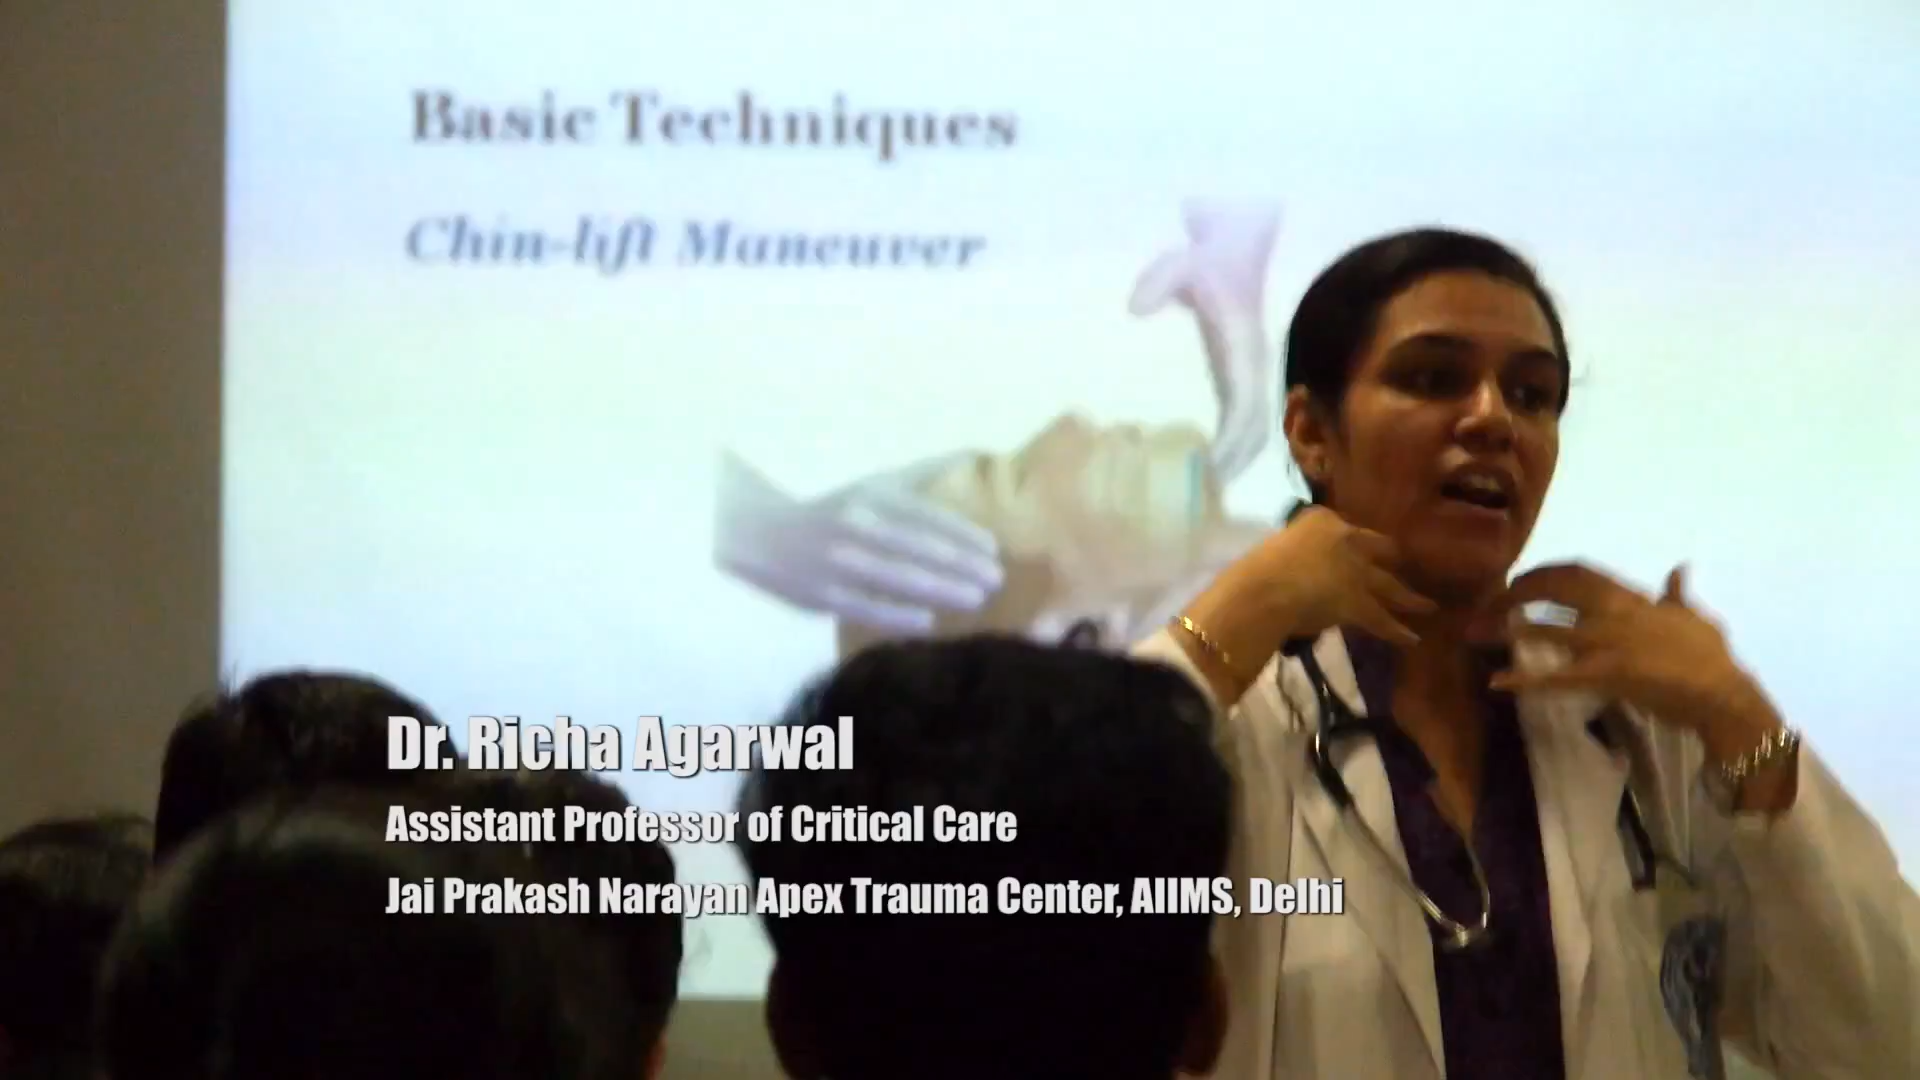 Basic Techniques
Chin-lift Maneuver
Dr. Richa Agarwal
Assistant Professor of Critical Care
Jai Prakash Narayan Apex Trauma Center, AIIMS, Delhi